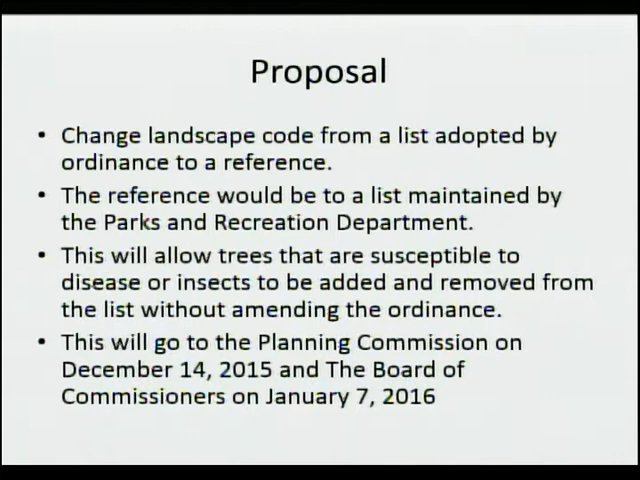 Proposal
• Change landscape code from a list adopted by
ordinance to a reference.
• The reference would be to a list maintained by
the Parks and Recreation Department.
• This will allow trees that are susceptible to
disease or insects to be added and removed from
the list without amending the ordinance.
• This will go to the Planning Commission on
December 14, 2015 and The Board of
Commissioners on January 7, 2016